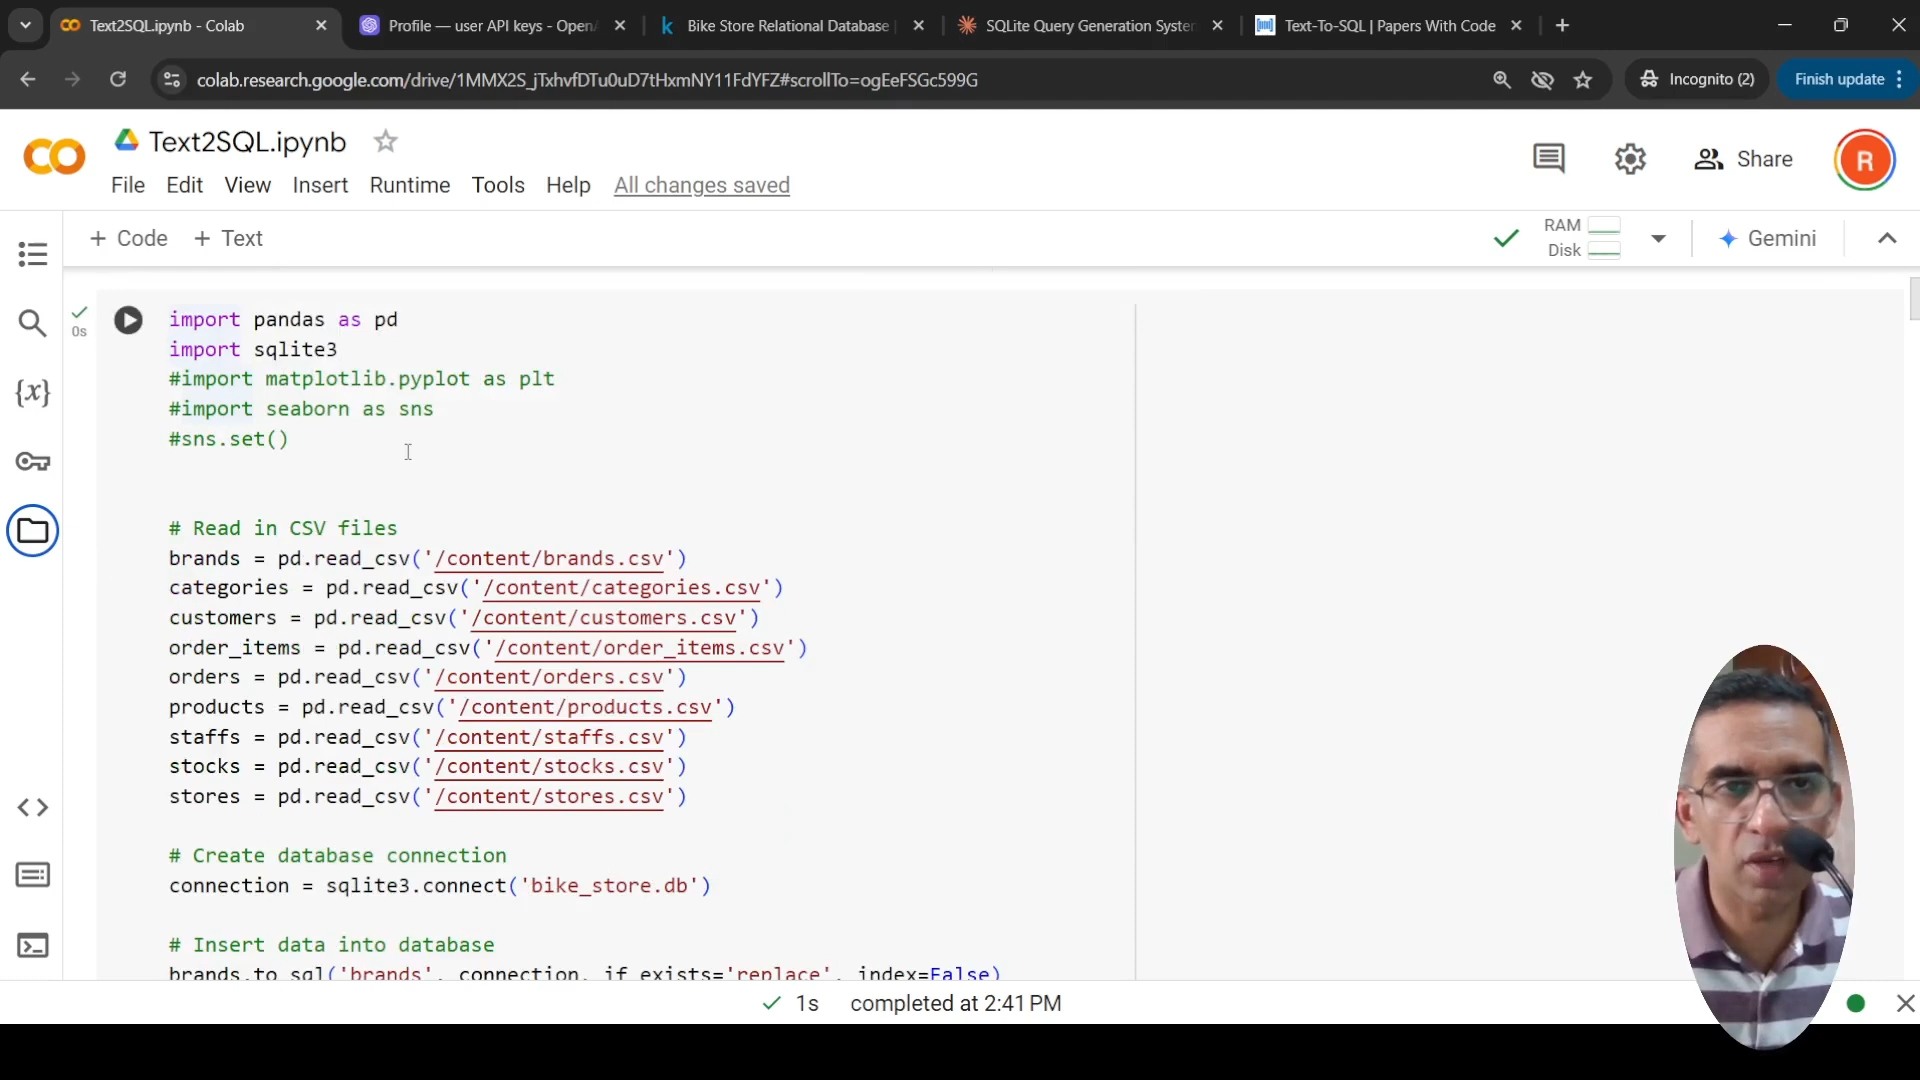 Text2SQL.ipynb - Colab
Profile — user API keys - OpenA
Bike Store Relational Database
SQLite Query Generation System
Text-To-SQL | Papers With Code
colab.research.google.com/drive/1MMX2S_jTxhvfDTu0uD7tHxmNY11FdYFZ#scrollTo=ogEeFSGc599G
Incognito (2)
Finish update
Text2SQL.ipynb
File Edit View Insert Runtime Tools Help All changes saved
Share
R
+ Code + Text
RAM
Disk
Gemini
0s
import pandas as pd
import sqlite3
#import matplotlib.pyplot as plt
#import seaborn as sns
#sns.set()
# Read in CSV files
brands = pd.read_csv('/content/brands.csv')
categories = pd.read_csv('/content/categories.csv')
customers = pd.read_csv('/content/customers.csv')
order_items = pd.read_csv('/content/order_items.csv')
orders = pd.read_csv('/content/orders.csv')
products = pd.read_csv('/content/products.csv')
staffs = pd.read_csv('/content/staffs.csv')
stocks = pd.read_csv('/content/stocks.csv')
stores = pd.read_csv('/content/stores.csv')
# Create database connection
connection = sqlite3.connect('bike_store.db')
# Insert data into database
brands.to_sql('brands', connection, if_exists='replace', index=False)
1s completed at 2:41 PM